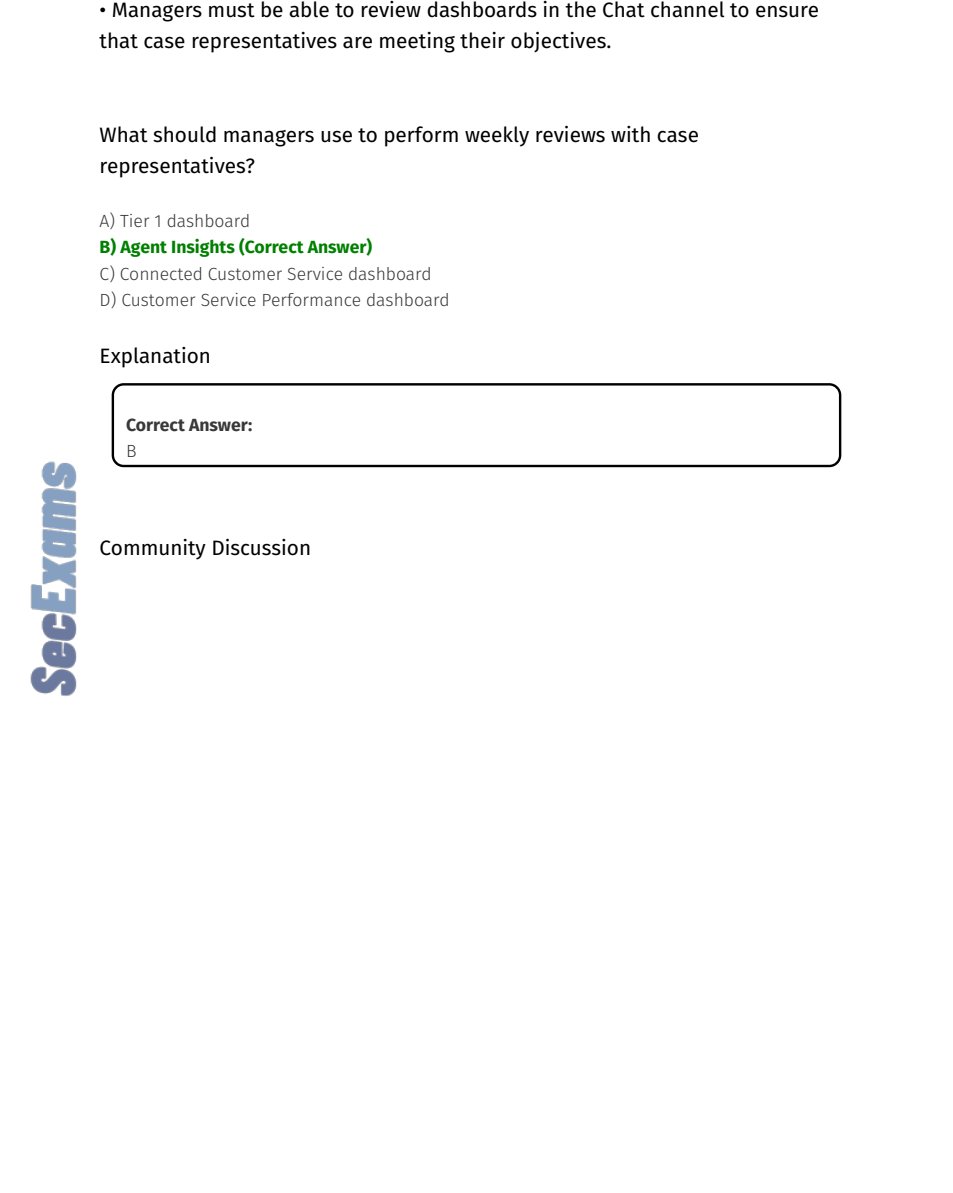 • Managers must be able to review dashboards in the Chat channel to ensure
that case representatives are meeting their objectives.
What should managers use to perform weekly reviews with case
representatives?
A) Tier 1 dashboard
B) Agent Insights (Correct Answer)
C) Connected Customer Service dashboard
D) Customer Service Performance dashboard
Explanation
Correct Answer:
B
SecExams
Community Discussion